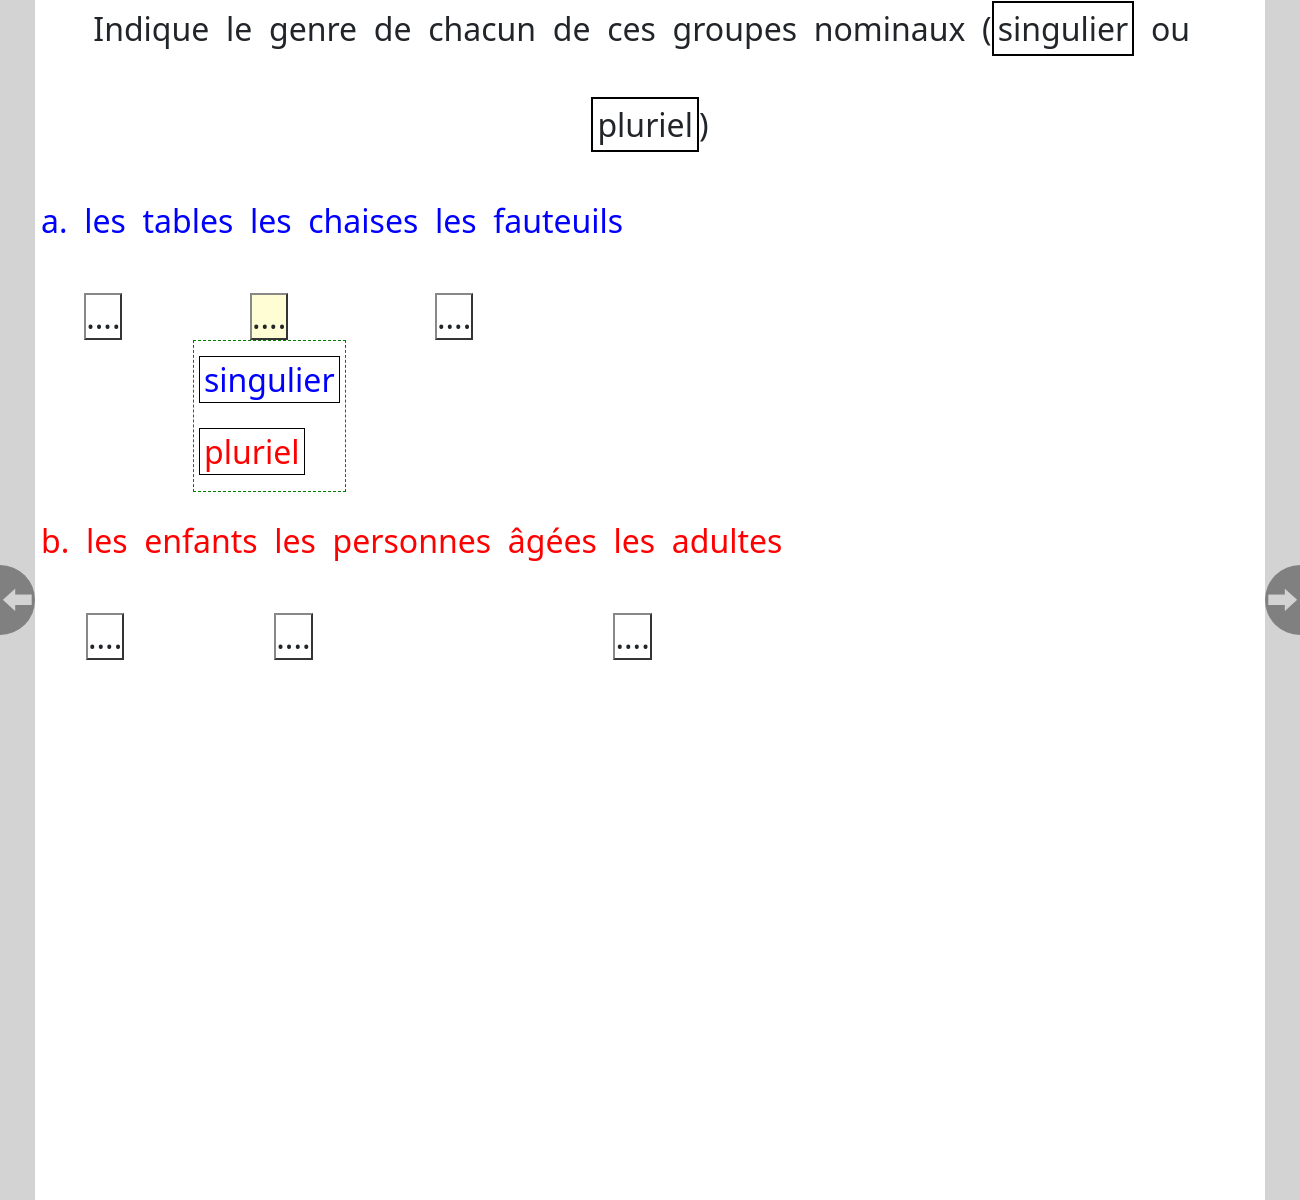 Indique le genre de chacun de ces groupes nominaux (singulier ou
pluriel)
a. les tables les chaises les fauteuils
.... .... ....
singulier
pluriel
b. les enfants les personnes âgées les adultes
.... .... ....